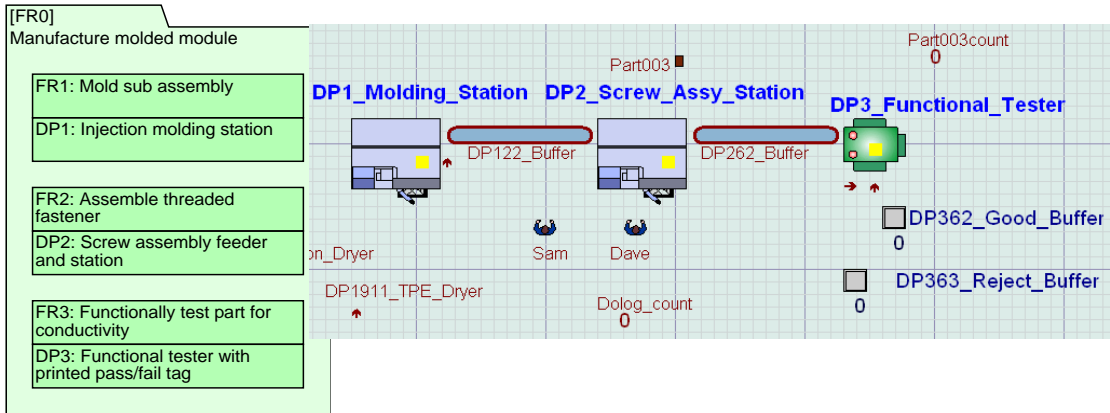 [FR0]
Manufacture molded module
FR1: Mold sub assembly
DP1: Injection molding station
FR2: Assemble threaded
fastener
DP2: Screw assembly feeder
and station
FR3: Functionally test part for
conductivity
DP3: Functional tester with
printed pass/fail tag
Part003count
0
Part003
DP1_Molding_Station
DP2_Screw_Assy_Station
DP3_Functional_Tester
DP122_Buffer
DP262_Buffer
DP362_Good_Buffer
0
Sam
Dave
on_Dryer
DP363_Reject_Buffer
0
DP1911_TPE_Dryer
Dolog_count
0